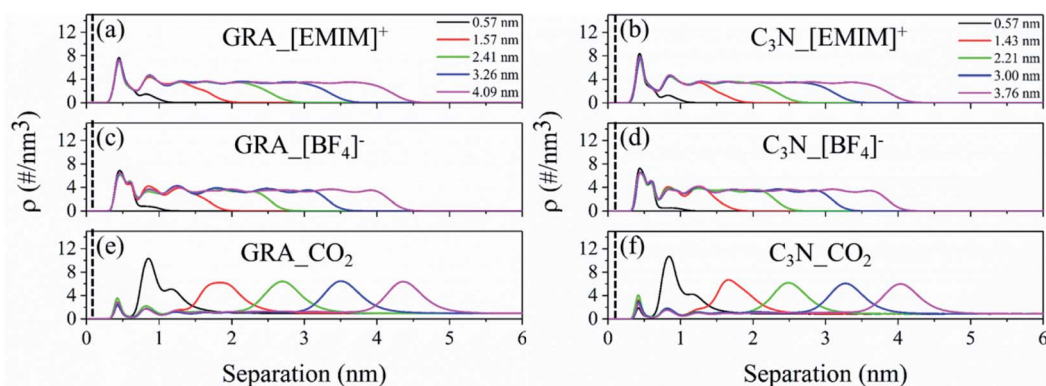 (a) GRA_[EMIM]+
0.57 nm
1.57 nm
2.41 nm
3.26 nm
4.09 nm
12
8
4
0
(b) C₃N_[EMIM]+
0.57 nm
1.43 nm
2.21 nm
3.00 nm
3.76 nm
12
8
4
0
(c) GRA_[BF₄]-
12
8
4
0
ρ (#/nm³)
(d) C₃N_[BF₄]-
12
8
4
0
ρ (#/nm³)
(e) GRA_CO₂
12
8
4
0
0 1 2 3 4 5 6
Separation (nm)
(f) C₃N_CO₂
12
8
4
0
0 1 2 3 4 5 6
Separation (nm)